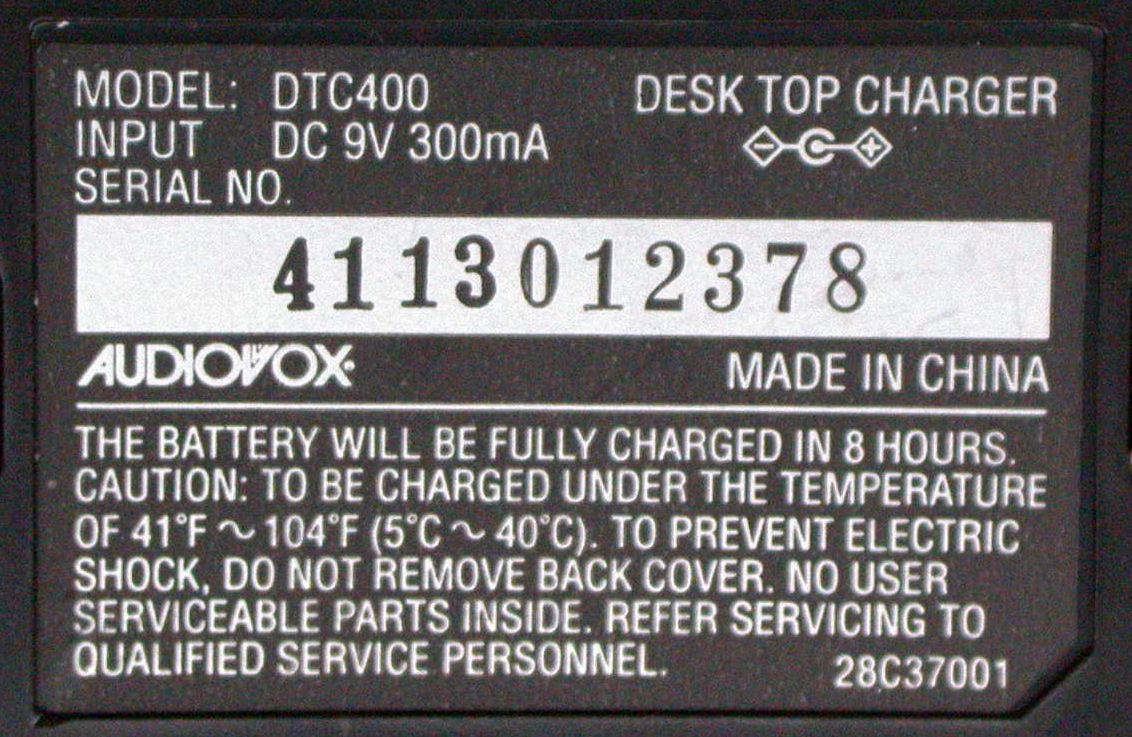 MODEL: DTC400 DESK TOP CHARGER
INPUT DC 9V 300mA
SERIAL NO.
4113012378
AUDIOVOX MADE IN CHINA
THE BATTERY WILL BE FULLY CHARGED IN 8 HOURS.
CAUTION: TO BE CHARGED UNDER THE TEMPERATURE
OF 41°F ~ 104°F (5°C ~ 40°C). TO PREVENT ELECTRIC
SHOCK, DO NOT REMOVE BACK COVER. NO USER
SERVICEABLE PARTS INSIDE. REFER SERVICING TO
QUALIFIED SERVICE PERSONNEL. 28C37001